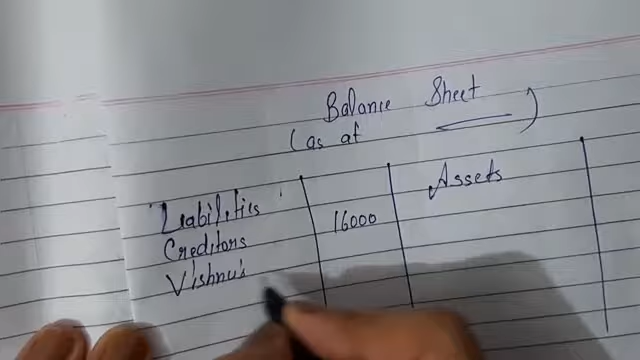 Balance Sheet
(as at )
Liabilities Assets
Creditors 16000
Vishnu's